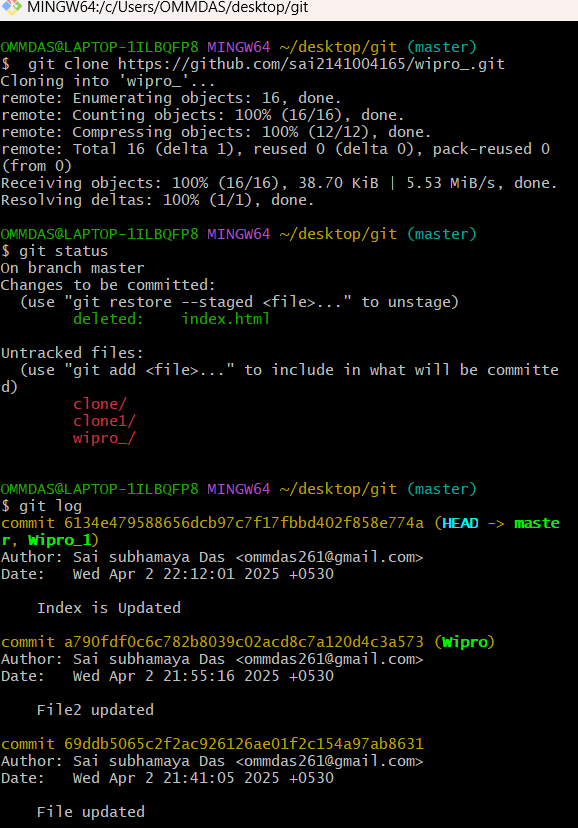 MINGW64:/c/Users/OMMDAS/desktop/git
OMMDAS@LAPTOP-1ILBQFP8 MINGW64 ~/desktop/git (master)
$  git clone https://github.com/sai2141004165/wipro_.git
Cloning into 'wipro_'...
remote: Enumerating objects: 16, done.
remote: Counting objects: 100% (16/16), done.
remote: Compressing objects: 100% (12/12), done.
remote: Total 16 (delta 1), reused 0 (delta 0), pack-reused 0
(from 0)
Receiving objects: 100% (16/16), 38.70 KiB | 5.53 MiB/s, done.
Resolving deltas: 100% (1/1), done.
OMMDAS@LAPTOP-1ILBQFP8 MINGW64 ~/desktop/git (master)
$ git status
On branch master
Changes to be committed:
  (use "git restore --staged <file>..." to unstage)
        deleted:    index.html
Untracked files:
  (use "git add <file>..." to include in what will be committe
d)
        clone/
        clone1/
        wipro_/
OMMDAS@LAPTOP-1ILBQFP8 MINGW64 ~/desktop/git (master)
$ git log
commit 6134e479588656dcb97c7f17fbbd402f858e774a (HEAD -> maste
r, Wipro_1)
Author: Sai subhamaya Das <ommdas261@gmail.com>
Date:   Wed Apr 2 22:12:01 2025 +0530
    Index is Updated
commit a790fdf0c6c782b8039c02acd8c7a120d4c3a573 (Wipro)
Author: Sai subhamaya Das <ommdas261@gmail.com>
Date:   Wed Apr 2 21:55:16 2025 +0530
    File2 updated
commit 69ddb5065c2f2ac926126ae01f2c154a97ab8631
Author: Sai subhamaya Das <ommdas261@gmail.com>
Date:   Wed Apr 2 21:41:05 2025 +0530
    File updated